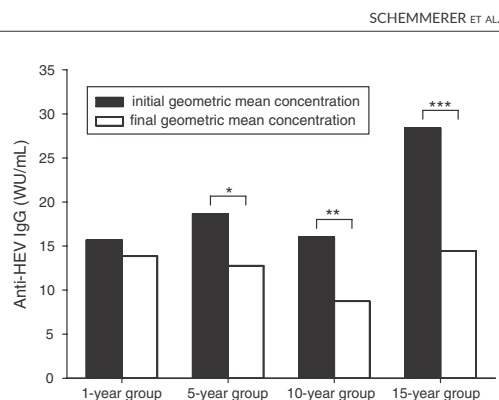 SCHEMMERER ET AL.
35
30
25
20
15
10
5
0
Anti-HEV IgG (WU/mL)
initial geometric mean concentration
final geometric mean concentration
*
**
***
1-year group
5-year group
10-year group
15-year group